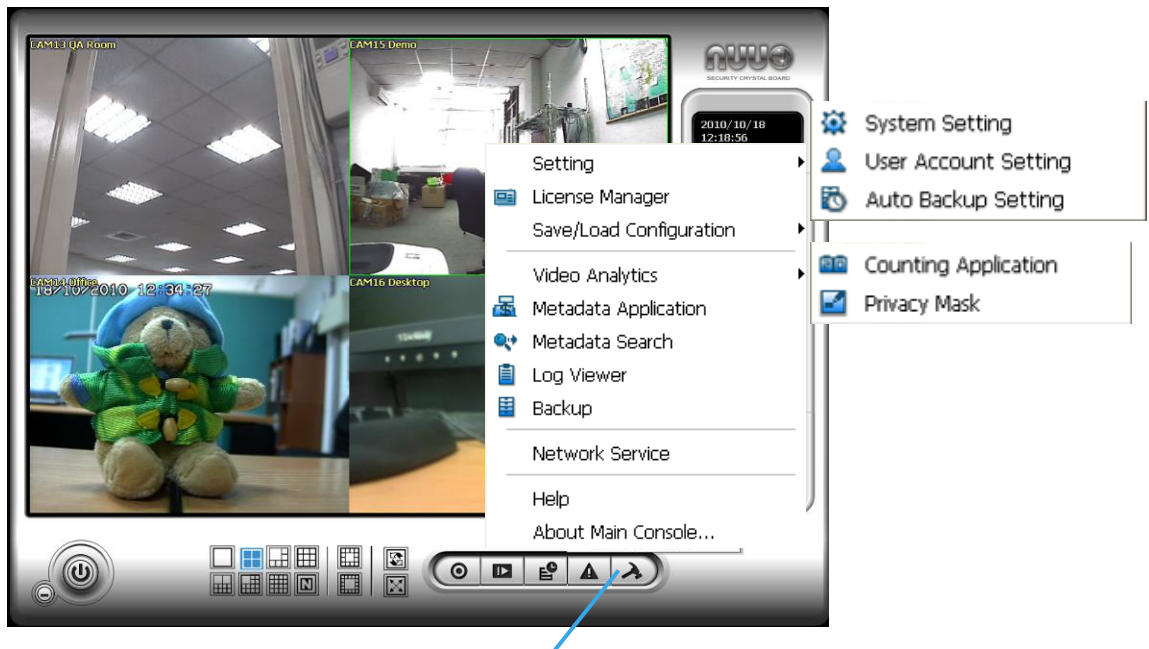 CAM13 QA Room
CAM15 Demo
nuuo
SECURITY CRYSTAL BOARD
2010/10/18
12:18:56
Setting
License Manager
Save/Load Configuration
Video Analytics
Metadata Application
Metadata Search
Log Viewer
Backup
Network Service
Help
About Main Console...
System Setting
User Account Setting
Auto Backup Setting
Counting Application
Privacy Mask
CAM14 Office
18/10/2010 12:34:27
CAM16 Desktop
N